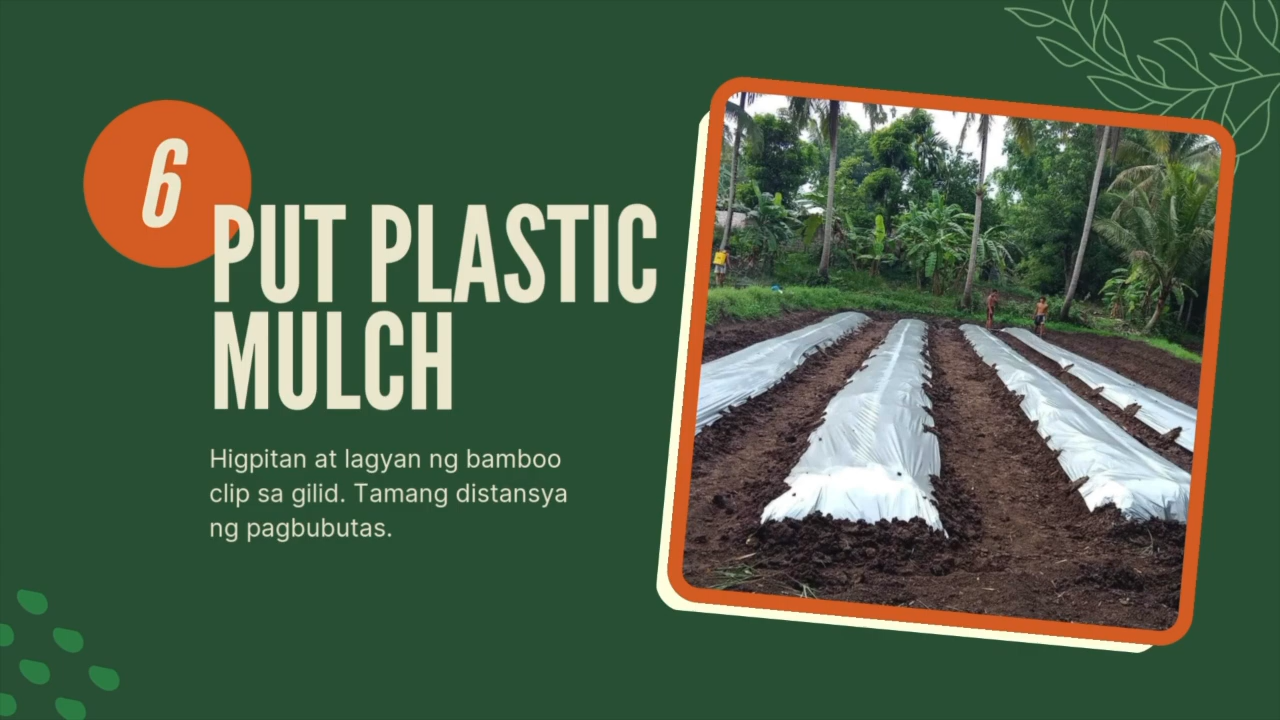 6
PUT PLASTIC
MULCH
Higpitan at lagyan ng bamboo
clip sa gilid. Tamang distansya
ng pagbubutas.